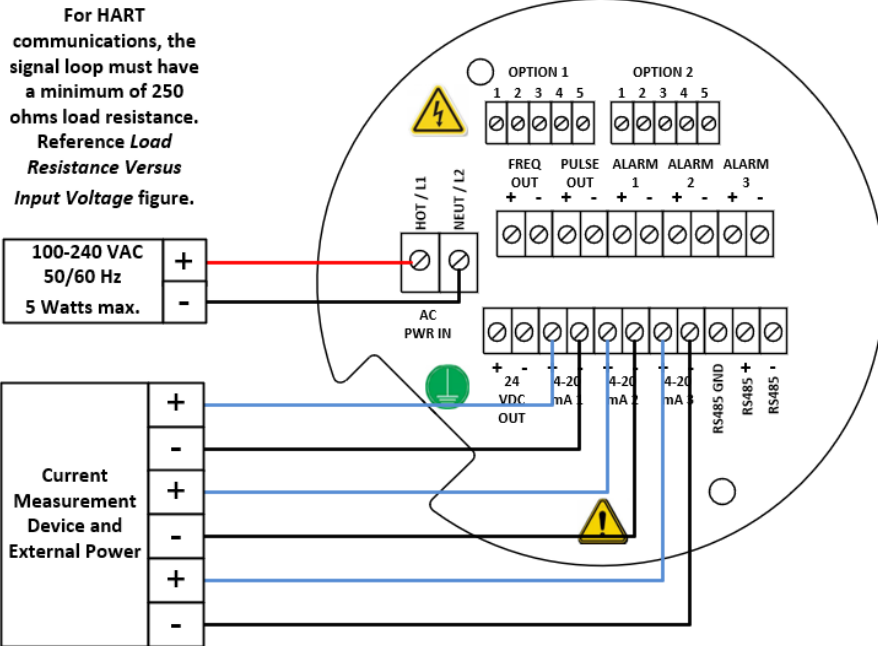 For HART
communications, the
signal loop must have
a minimum of 250
ohms load resistance.
Reference Load
Resistance Versus
Input Voltage figure.
100-240 VAC
50/60 Hz
5 Watts max.
+
-
HOT / L1
NEUT / L2
AC
PWR IN
OPTION 1
1 2 3 4 5
OPTION 2
1 2 3 4 5
FREQ
OUT
+ -
PULSE
OUT
+ -
ALARM
1
+ -
ALARM
2
+ -
ALARM
3
+ -
+ -
24
VDC
OUT
+ -
4-20
mA 1
+ -
4-20
mA 2
+ -
4-20
mA 3
RS485 GND
+
RS485
-
RS485
Current
Measurement
Device and
External Power
+
-
+
-
+
-